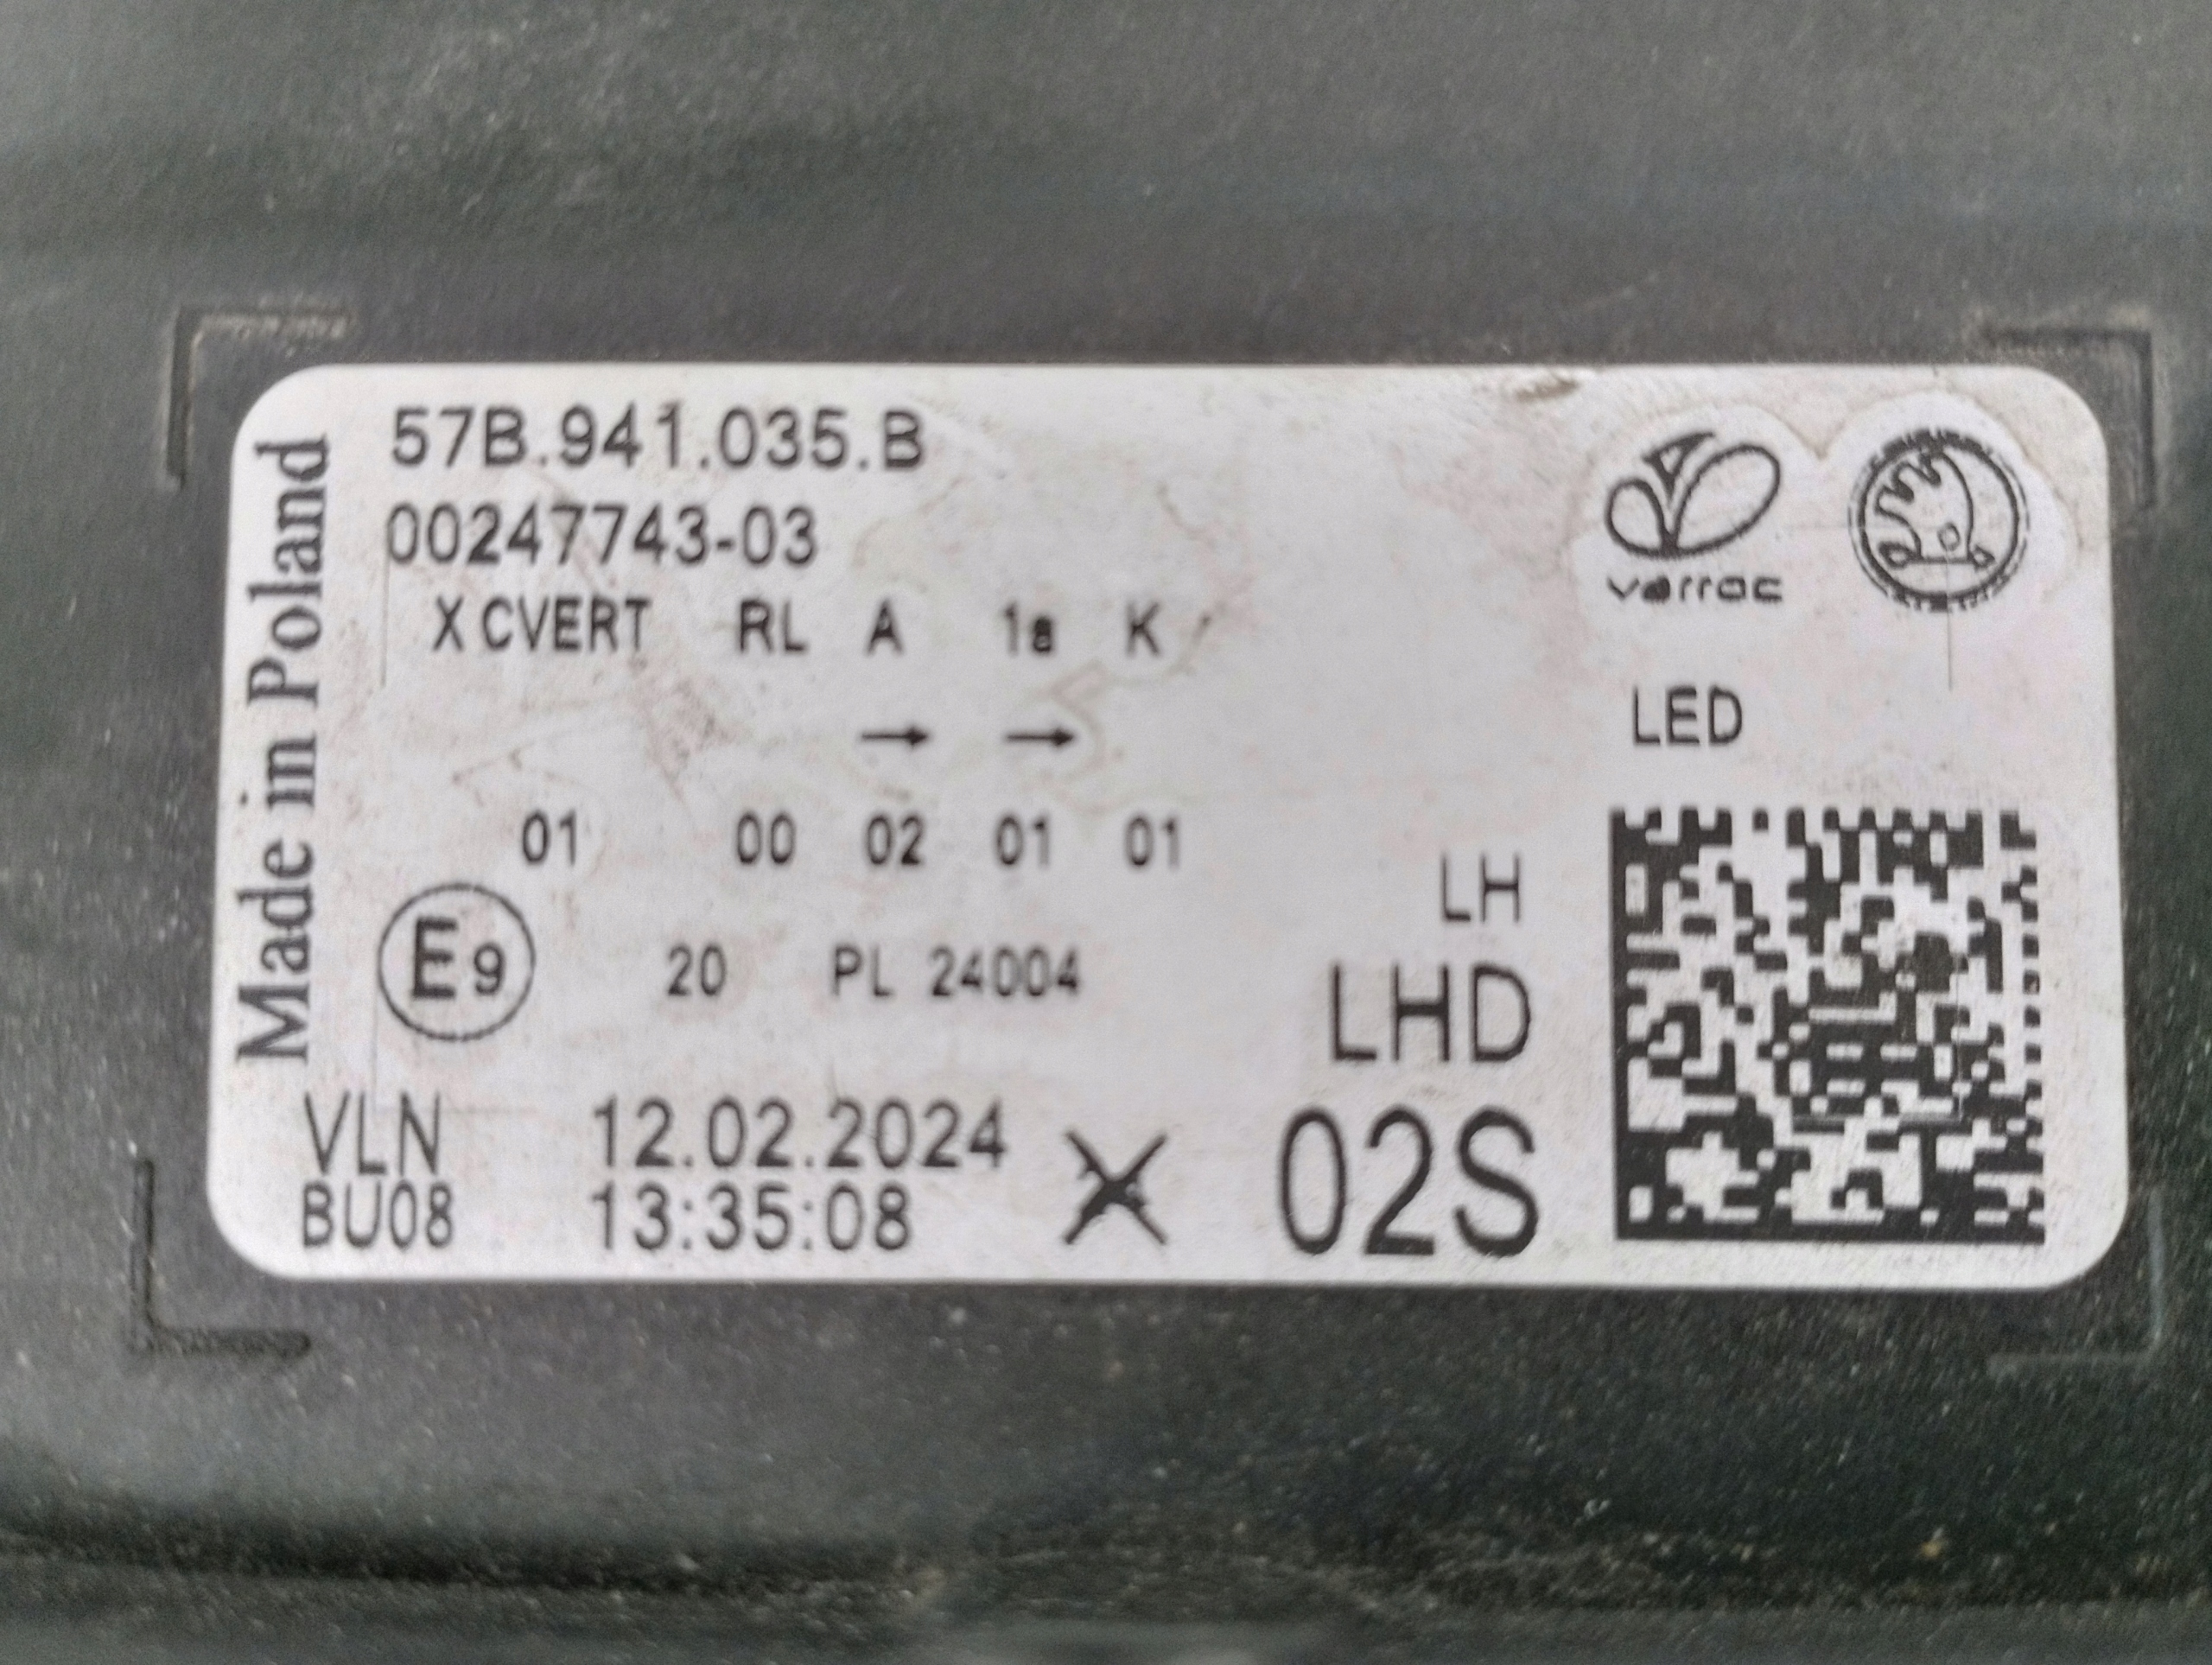 Made in Poland
57B.941.035.B
00247743-03
varroc
X CVERT RL A 1a K
LED
→ →
01 00 02 01 01
LH
E9 20 PL 24004
LHD
VLN 12.02.2024
BU08 13:35:08 X 02S